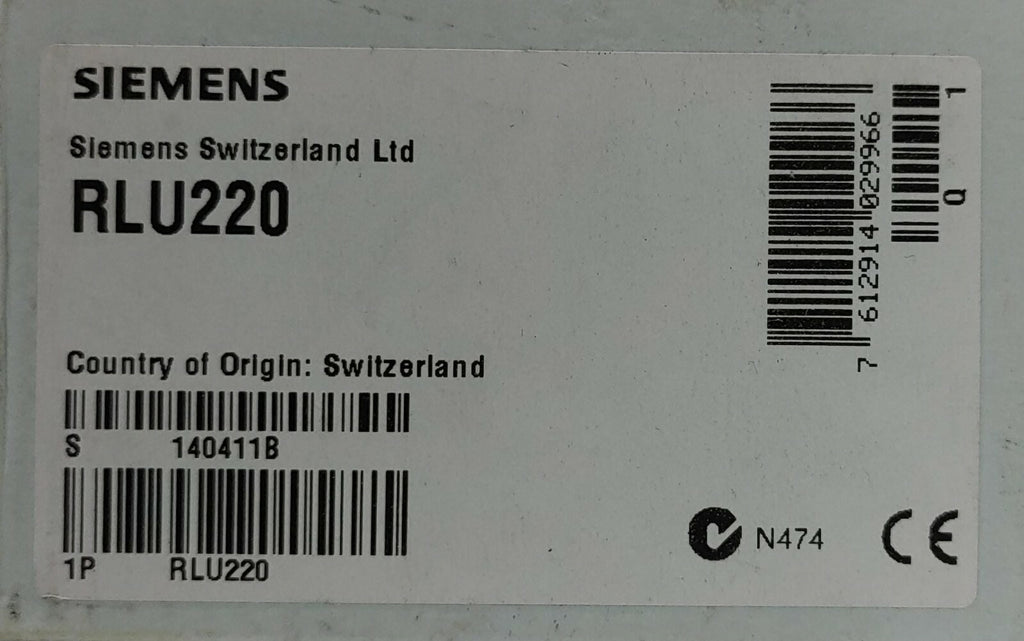 SIEMENS
Siemens Switzerland Ltd
RLU220
Country of Origin: Switzerland
S 140411B
1P RLU220
7 612914 029966
Q 1
N474
CE